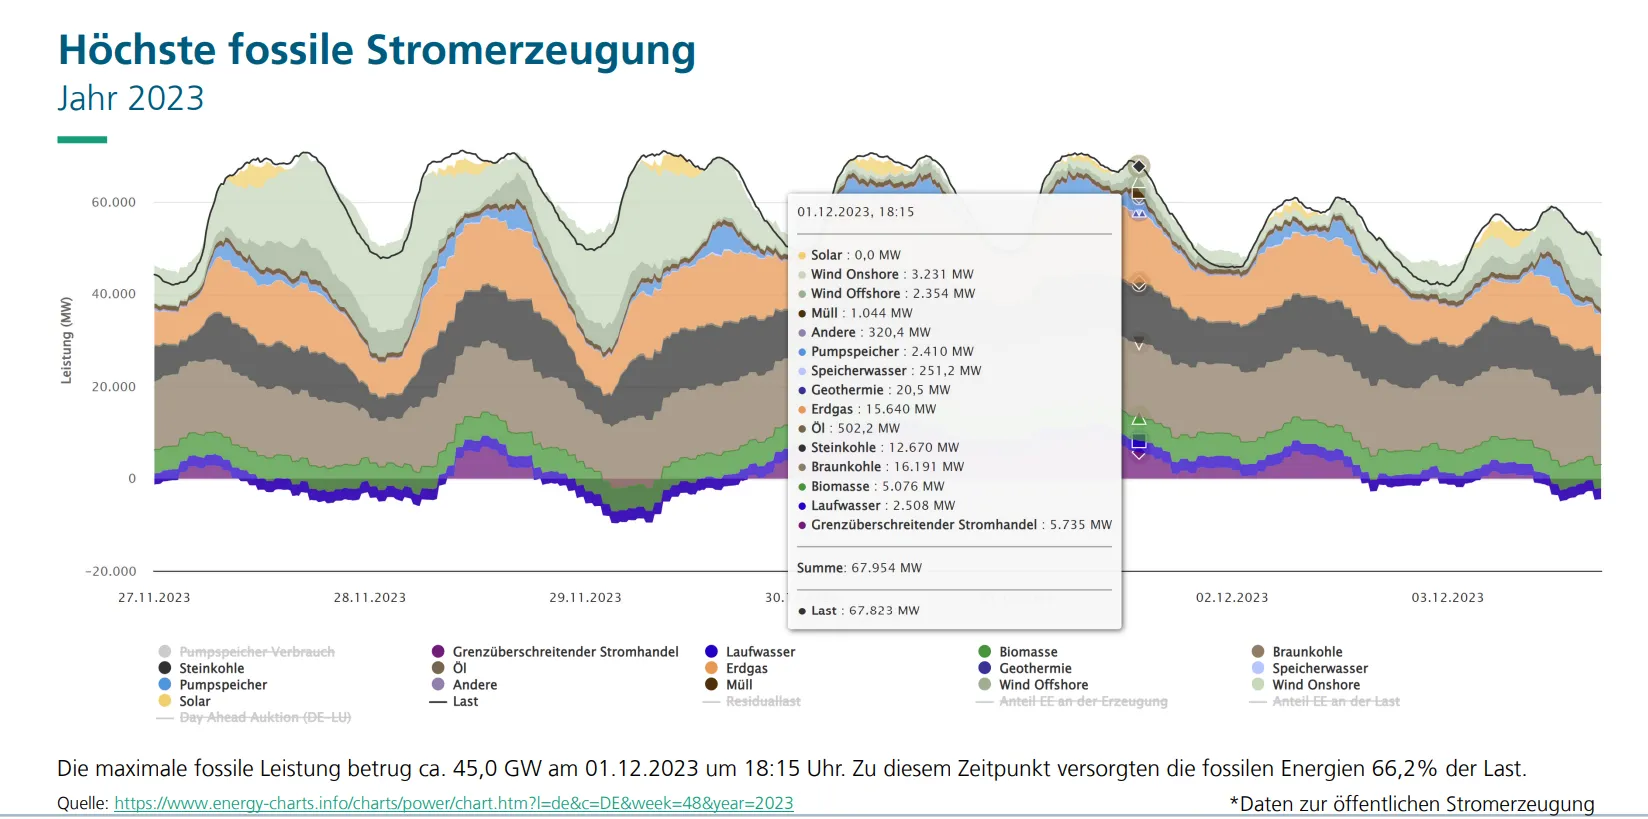 Höchste fossile Stromerzeugung
Jahr 2023
Leistung (MW)
60.000
40.000
20.000
0
-20.000
27.11.2023
28.11.2023
29.11.2023
30.
02.12.2023
03.12.2023
01.12.2023, 18:15
Solar : 0,0 MW
Wind Onshore : 3.231 MW
Wind Offshore : 2.354 MW
Müll : 1.044 MW
Andere : 320,4 MW
Pumpspeicher : 2.410 MW
Speicherwasser : 251,2 MW
Geothermie : 20,5 MW
Erdgas : 15.640 MW
Öl : 502,2 MW
Steinkohle : 12.670 MW
Braunkohle : 16.191 MW
Biomasse : 5.076 MW
Laufwasser : 2.508 MW
Grenzüberschreitender Stromhandel : 5.735 MW
Summe: 67.954 MW
Last : 67.823 MW
Pumpspeicher Verbrauch
Grenzüberschreitender Stromhandel
Laufwasser
Biomasse
Braunkohle
Steinkohle
Öl
Erdgas
Geothermie
Speicherwasser
Pumpspeicher
Andere
Müll
Wind Offshore
Wind Onshore
Solar
Last
Residuallast
Anteil EE an der Erzeugung
Anteil EE an der Last
Day Ahead Auktion (DE-LU)
Die maximale fossile Leistung betrug ca. 45,0 GW am 01.12.2023 um 18:15 Uhr. Zu diesem Zeitpunkt versorgten die fossilen Energien 66,2% der Last.
Quelle: https://www.energy-charts.info/charts/power/chart.htm?l=de&c=DE&week=48&year=2023
*Daten zur öffentlichen Stromerzeugung